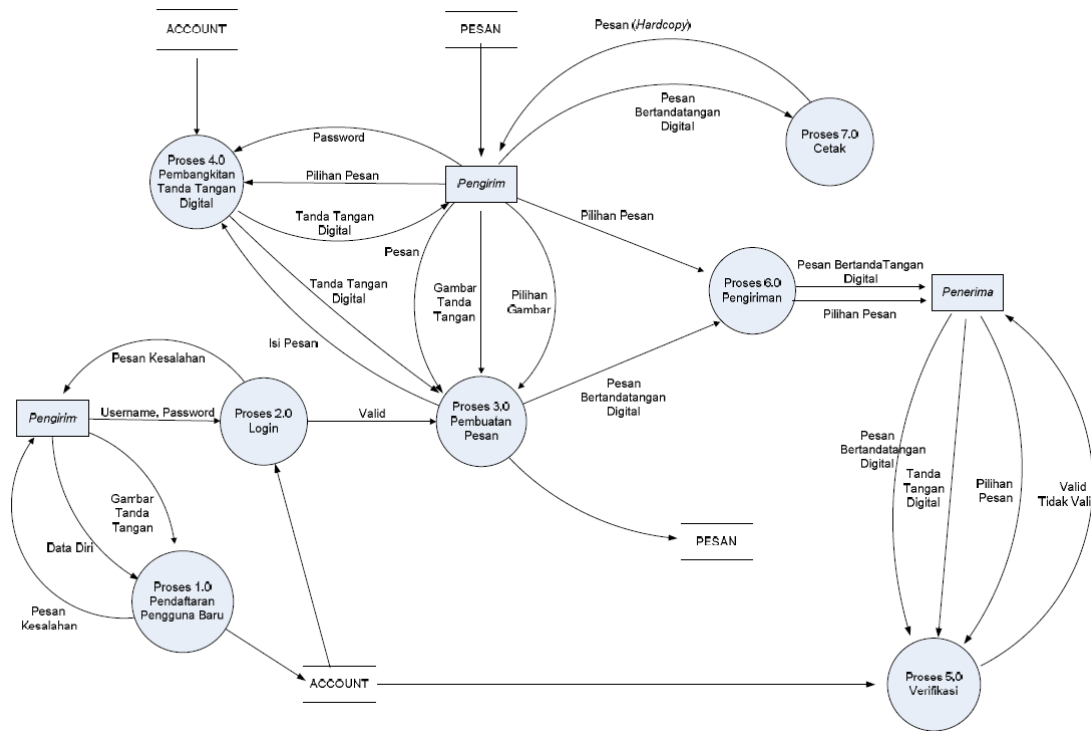 ACCOUNT
PESAN
Pesan (Hardcopy)
Pesan
Bertandatangan
Digital
Proses 7.0
Cetak
Password
Proses 4.0
Pembangkitan
Tanda Tangan
Digital
Pilihan Pesan
Pengirim
Tanda Tangan
Digital
Pesan
Pilihan Pesan
Tanda Tangan
Digital
Gambar
Tanda
Tangan
Pilihan
Gambar
Proses 6.0
Pengiriman
Pesan BertandaTangan
Digital
Pilihan Pesan
Penerima
Isi Pesan
Pesan Kesalahan
Pesan
Bertandatangan
Digital
Pengirim
Username, Password
Proses 2.0
Login
Valid
Proses 3.0
Pembuatan
Pesan
Pesan
Bertandatangan
Digital
Tanda
Tangan
Digital
Pilihan
Pesan
Valid
Tidak Vali
Gambar
Tanda
Tangan
Data Diri
PESAN
Proses 1.0
Pendaftaran
Pengguna Baru
Pesan
Kesalahan
ACCOUNT
Proses 5.0
Verifikasi